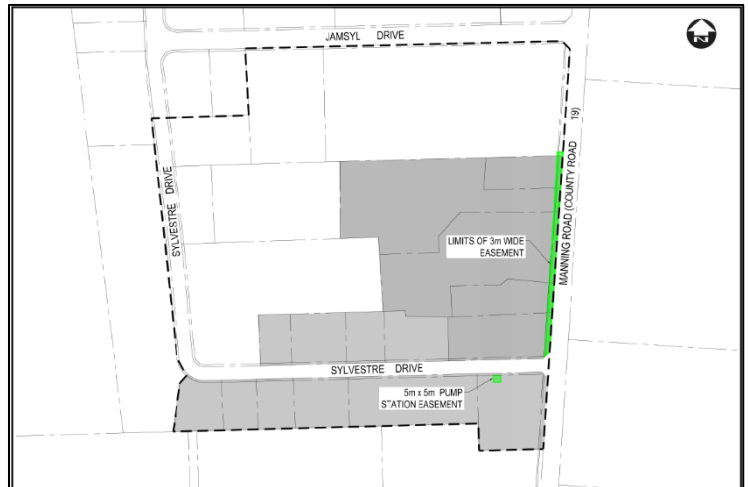 JAMSYL DRIVE
N
SYLVESTRE DRIVE
MANNING ROAD (COUNTY ROAD 19)
LIMITS OF 3m WIDE
EASEMENT
SYLVESTRE DRIVE
5m x 5m PUMP
STATION EASEMENT